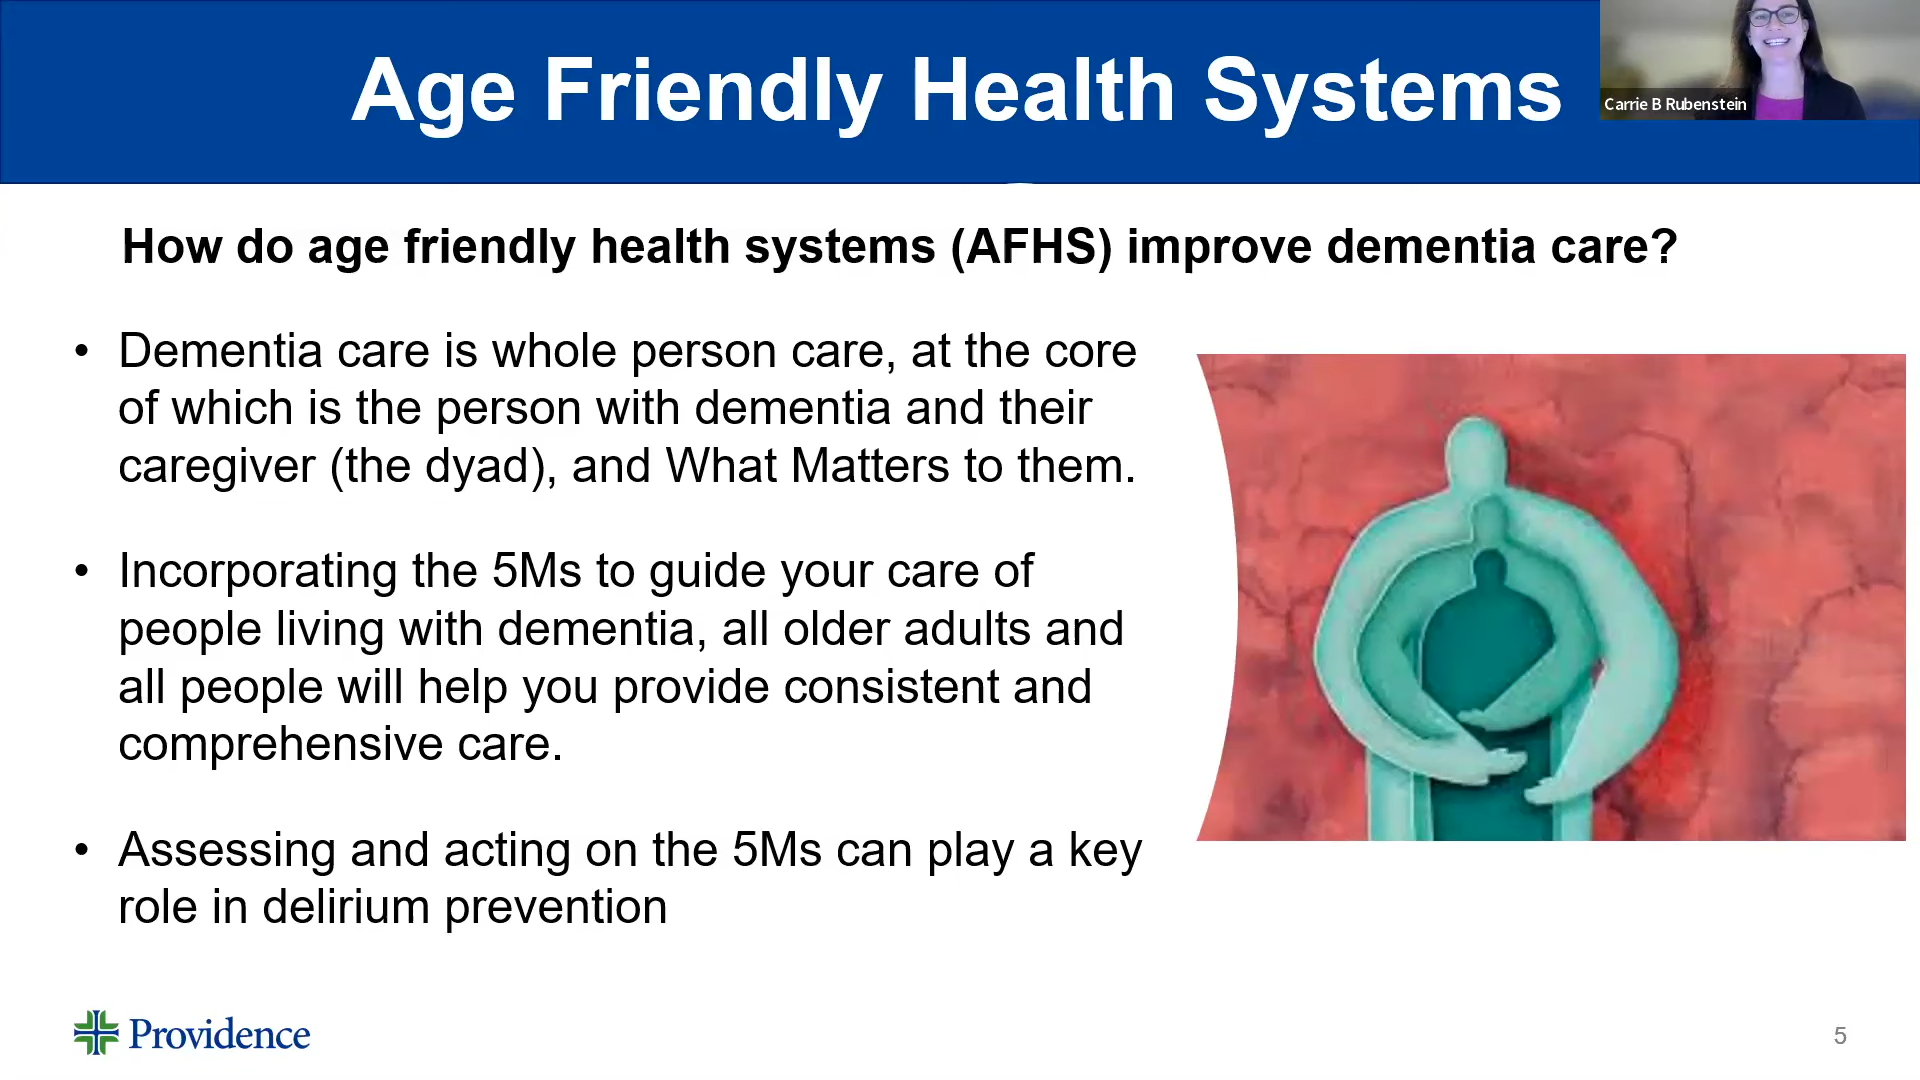 Age Friendly Health Systems
Carrie B Rubenstein
How do age friendly health systems (AFHS) improve dementia care?
• Dementia care is whole person care, at the core
of which is the person with dementia and their
caregiver (the dyad), and What Matters to them.
• Incorporating the 5Ms to guide your care of
people living with dementia, all older adults and
all people will help you provide consistent and
comprehensive care.
• Assessing and acting on the 5Ms can play a key
role in delirium prevention
Providence
5